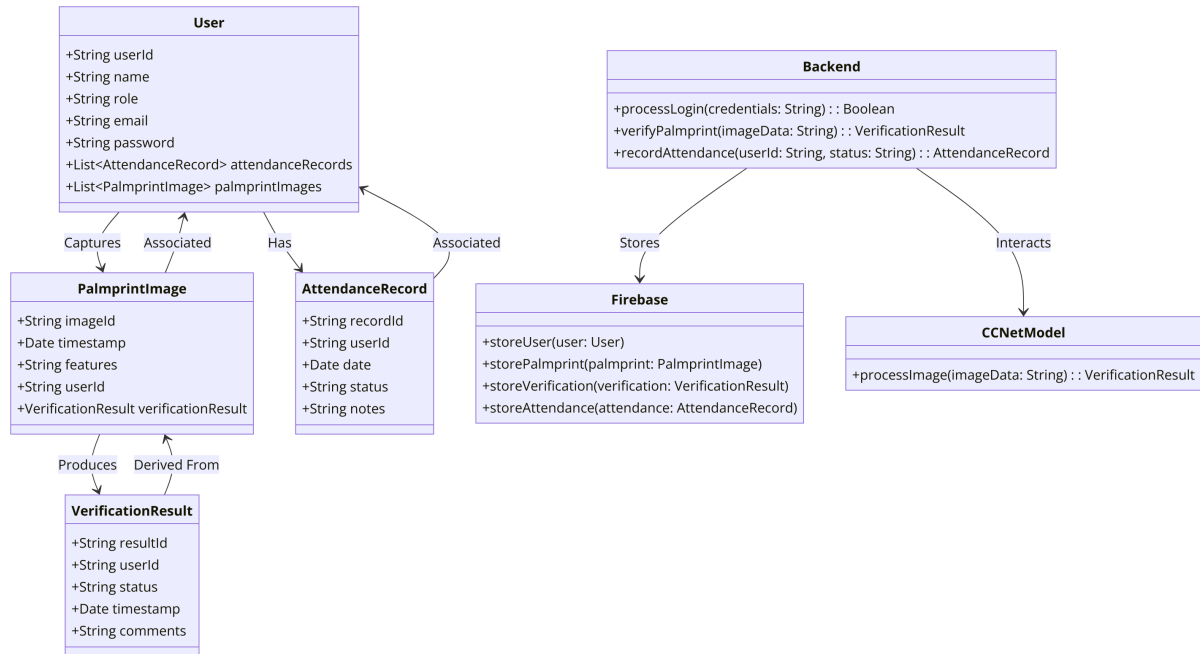 User
+String userId
+String name
+String role
+String email
+String password
+List<AttendanceRecord> attendanceRecords
+List<PalmprintImage> palmprintImages
Backend
+processLogin(credentials: String) : : Boolean
+verifyPalmprint(imageData: String) : : VerificationResult
+recordAttendance(userId: String, status: String) : : AttendanceRecord
Captures
Associated
Has
Associated
Stores
Interacts
PalmprintImage
+String imageId
+Date timestamp
+String features
+String userId
+VerificationResult verificationResult
AttendanceRecord
+String recordId
+String userId
+Date date
+String status
+String notes
Firebase
+storeUser(user: User)
+storePalmprint(palmprint: PalmprintImage)
+storeVerification(verification: VerificationResult)
+storeAttendance(attendance: AttendanceRecord)
CCNetModel
+processImage(imageData: String) : : VerificationResult
Produces
Derived From
VerificationResult
+String resultId
+String userId
+String status
+Date timestamp
+String comments